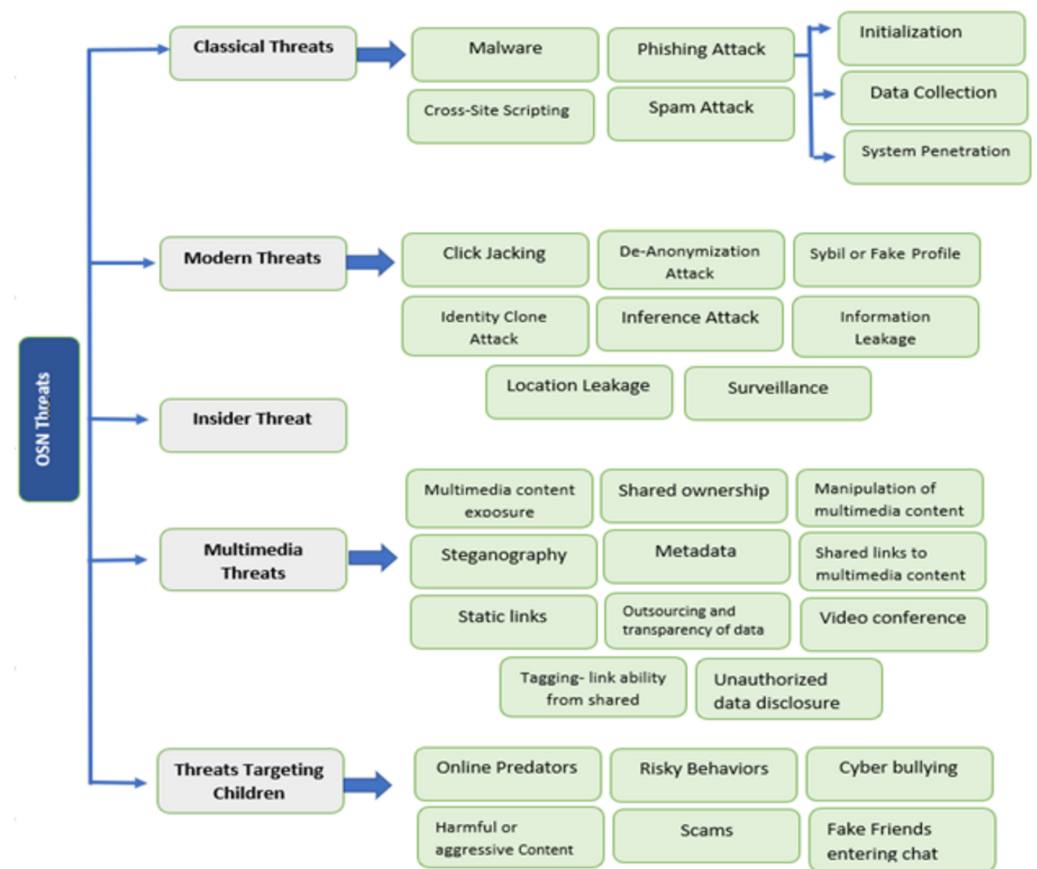 OSN Threats
Classical Threats
Malware
Phishing Attack
Cross-Site Scripting
Spam Attack
Initialization
Data Collection
System Penetration
Modern Threats
Click Jacking
De-Anonymization
Attack
Sybil or Fake Profile
Identity Clone
Attack
Inference Attack
Information
Leakage
Location Leakage
Surveillance
Insider Threat
Multimedia
Threats
Multimedia content
exposure
Shared ownership
Manipulation of
multimedia content
Steganography
Metadata
Shared links to
multimedia content
Static links
Outsourcing and
transparency of data
Video conference
Tagging- link ability
from shared
Unauthorized
data disclosure
Threats Targeting
Children
Online Predators
Risky Behaviors
Cyber bullying
Harmful or
aggressive Content
Scams
Fake Friends
entering chat